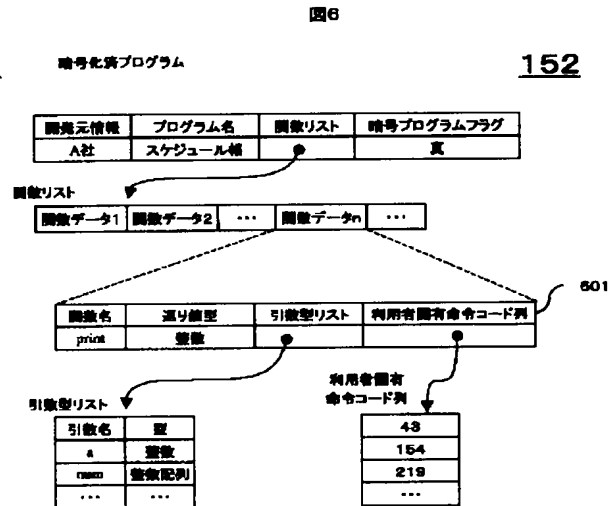 図6
暗号化済プログラム 152
開発元情報 プログラム名 関数リスト 暗号プログラムフラグ
A社 スケジュール帳 真
関数リスト
関数データ1 関数データ2 ... 関数データn ...
601
関数名 返り値型 引数型リスト 利用者固有命令コード列
print 整数
利用者固有
引数型リスト 命令コード列
引数名 型 43
a 整数 154
num 整数配列 219
... ... ...